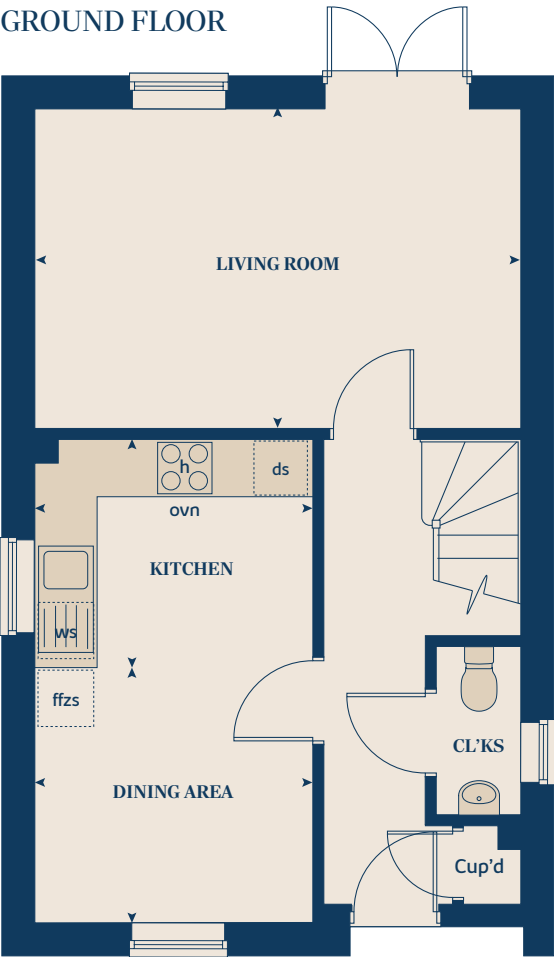 GROUND FLOOR
LIVING ROOM
h
ds
ovn
KITCHEN
ws
ffzs
CL’KS
DINING AREA
Cup’d